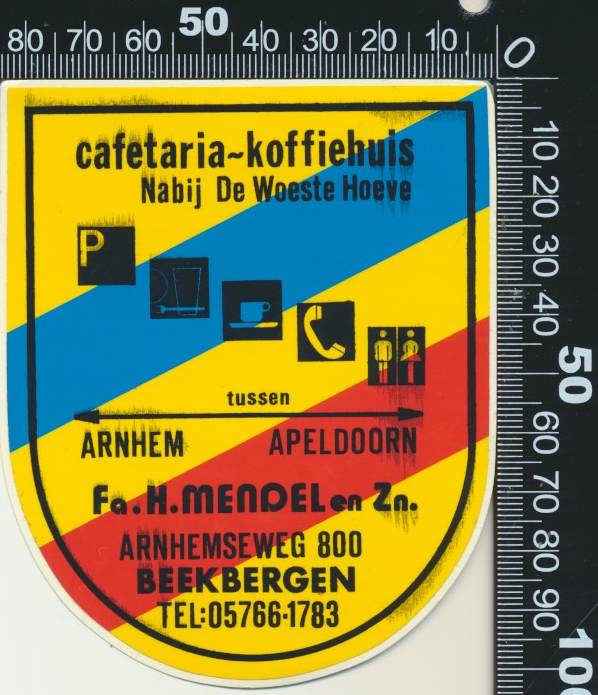 80 70 60 50 40 30 20 10 0
10
20
30
40
50
60
70
80
90
100
cafetaria~koffiehuis
Nabij De Woeste Hoeve
P
tussen
ARNHEM APELDOORN
Fa. H. MENDEL en Zn.
ARNHEMSEWEG 800
BEEKBERGEN
TEL:05766-1783